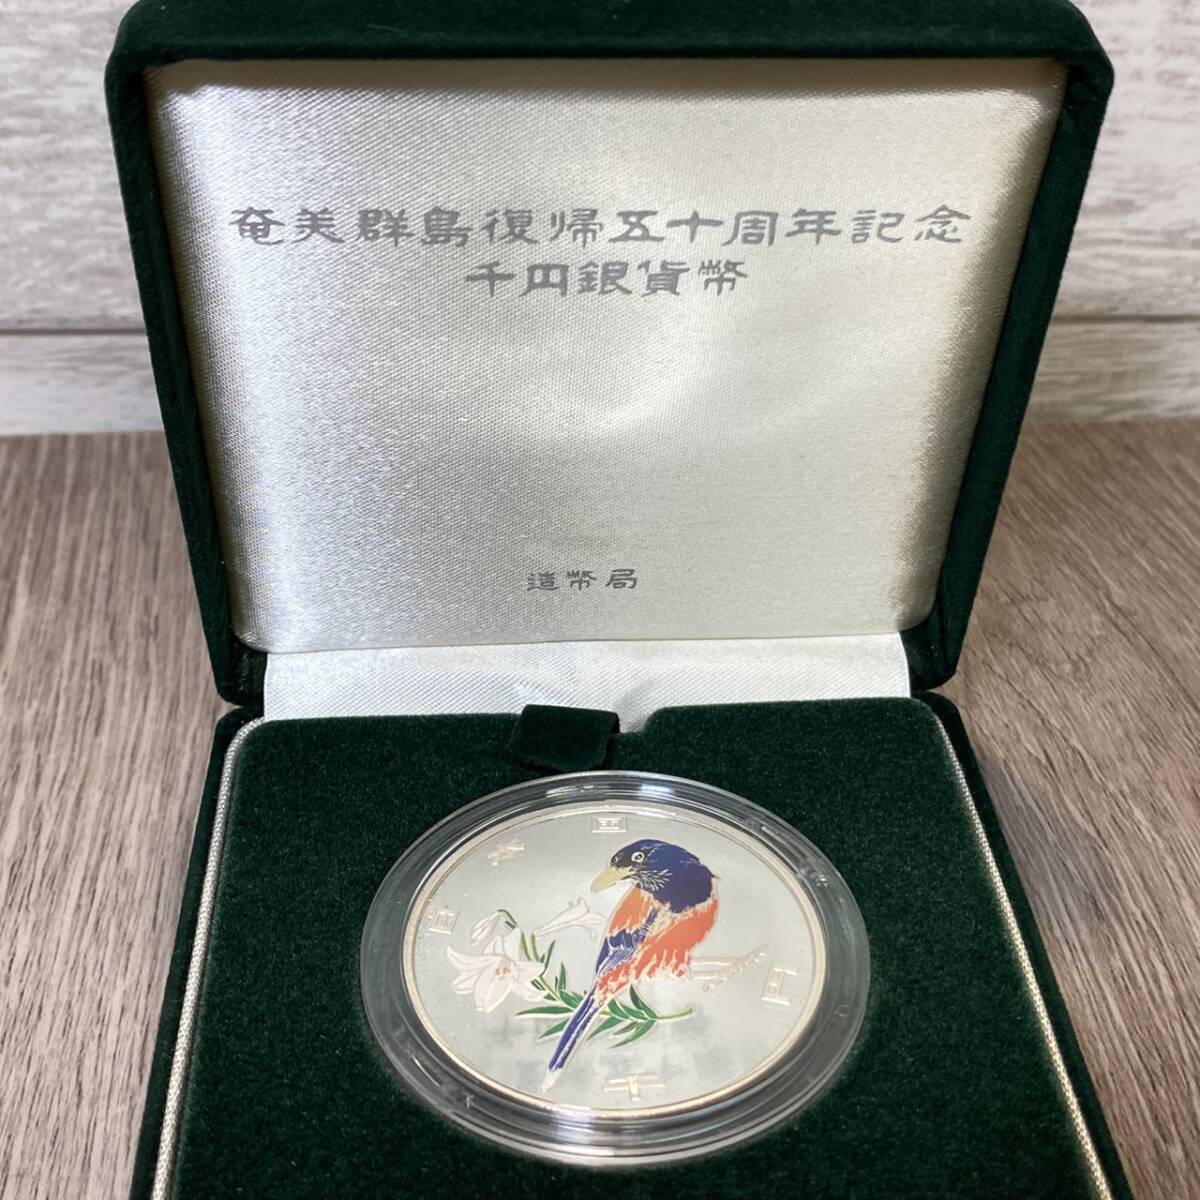 奄美群島復帰五十周年記念
千円銀貨幣
造幣局
日本国
千円